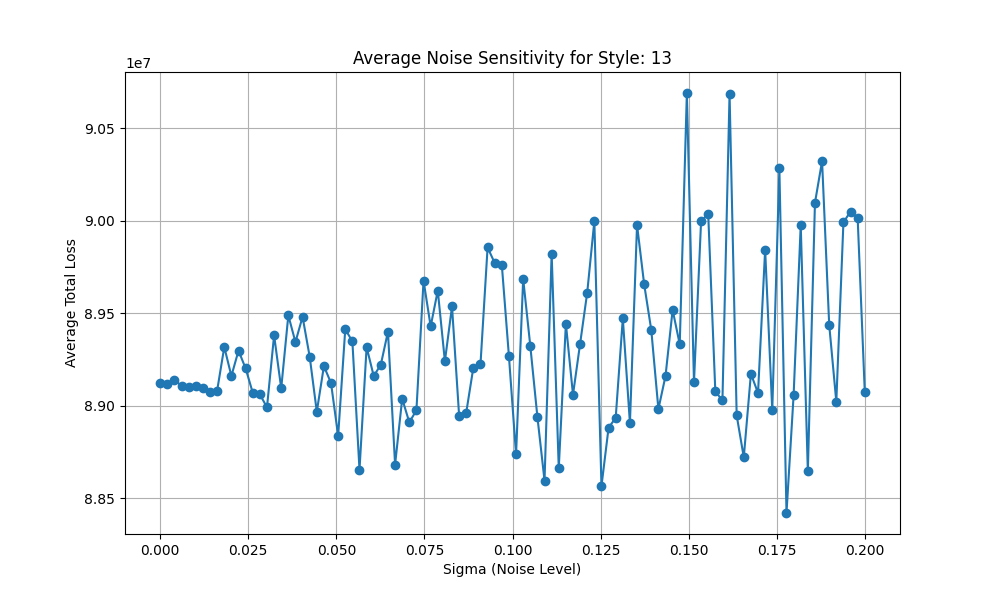 Average Noise Sensitivity for Style: 13
1e7
9.05
9.00
8.95
8.90
8.85
Average Total Loss
0.000 0.025 0.050 0.075 0.100 0.125 0.150 0.175 0.200
Sigma (Noise Level)